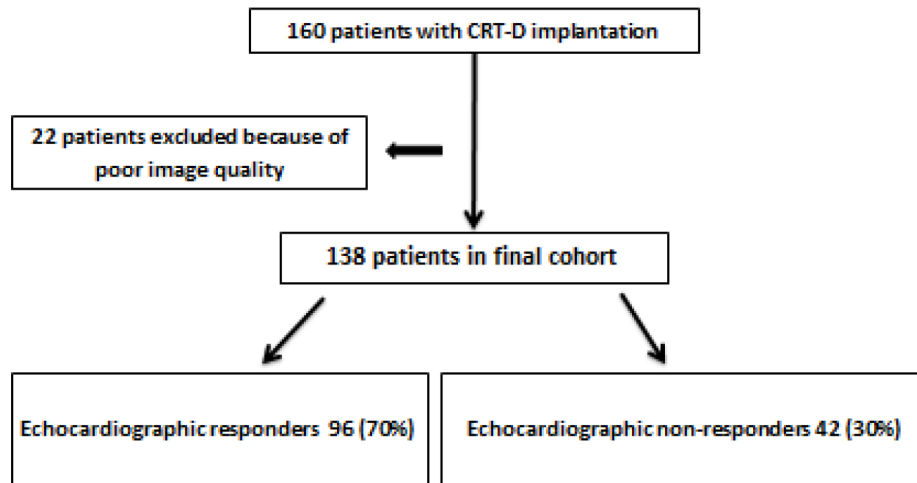 160 patients with CRT-D implantation
22 patients excluded because of
poor image quality
138 patients in final cohort
Echocardiographic responders 96 (70%)
Echocardiographic non-responders 42 (30%)